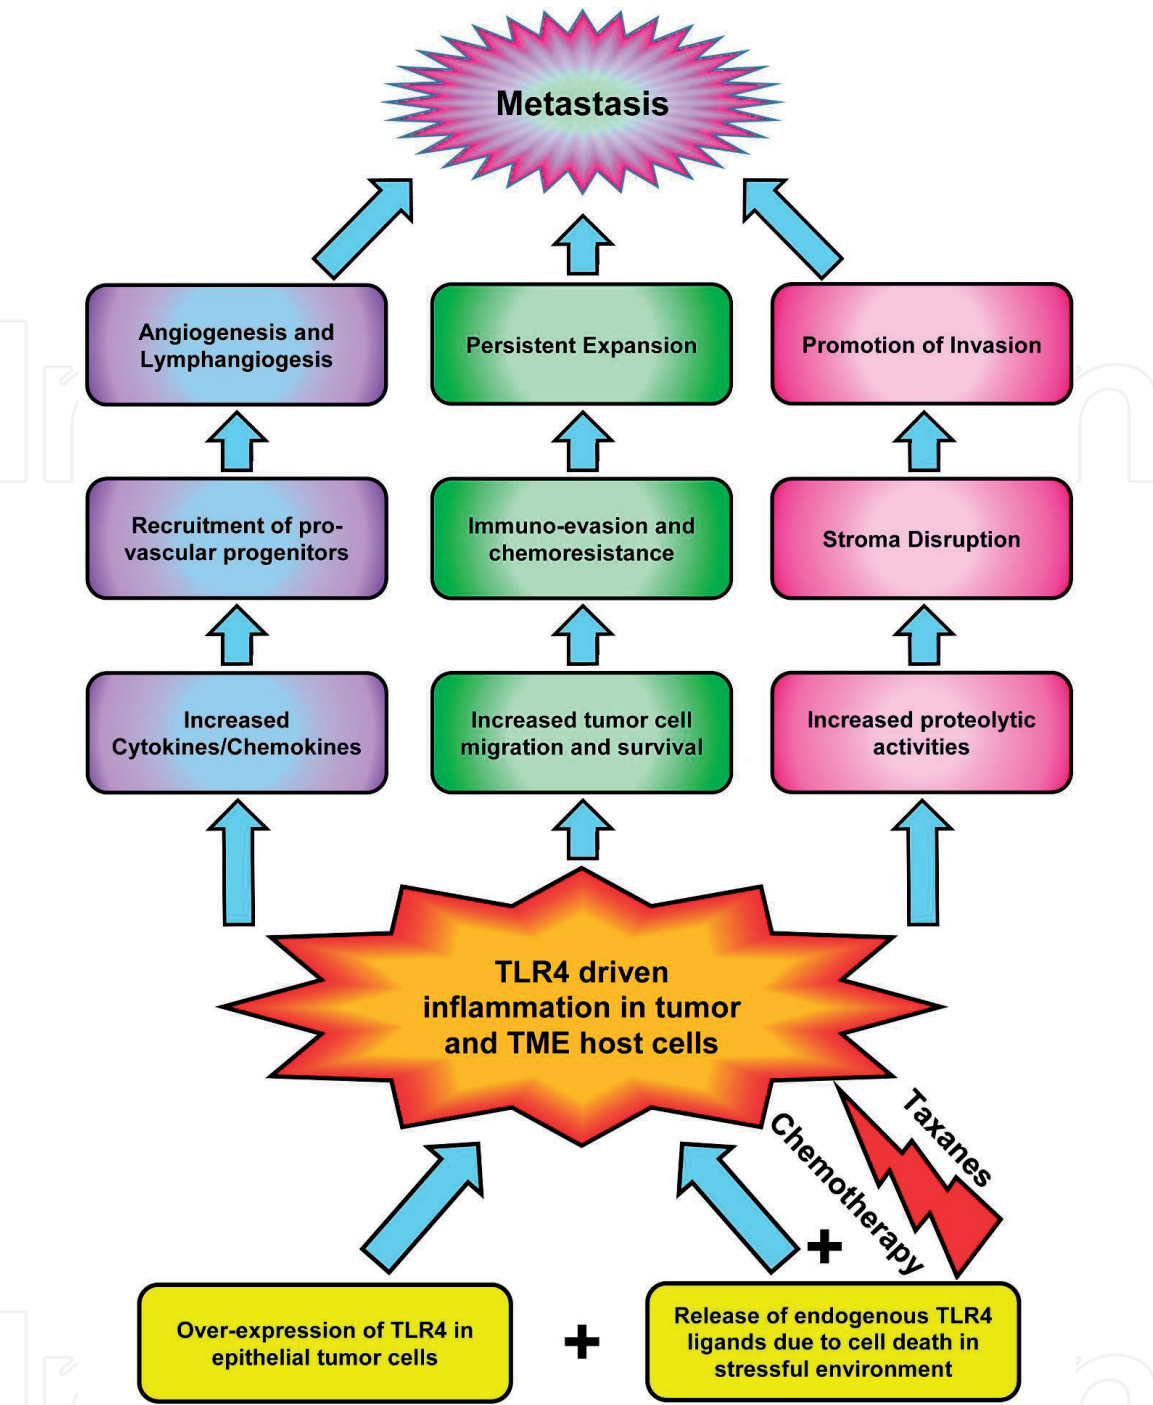 Metastasis
Angiogenesis and
Lymphangiogesis
Persistent Expansion
Promotion of Invasion
Recruitment of pro-
vascular progenitors
Immuno-evasion and
chemoresistance
Stroma Disruption
Increased
Cytokines/Chemokines
Increased tumor cell
migration and survival
Increased proteolytic
activities
TLR4 driven
inflammation in tumor
and TME host cells
Taxanes
Chemotherapy
+
Over-expression of TLR4 in
epithelial tumor cells
+
Release of endogenous TLR4
ligands due to cell death in
stressful environment